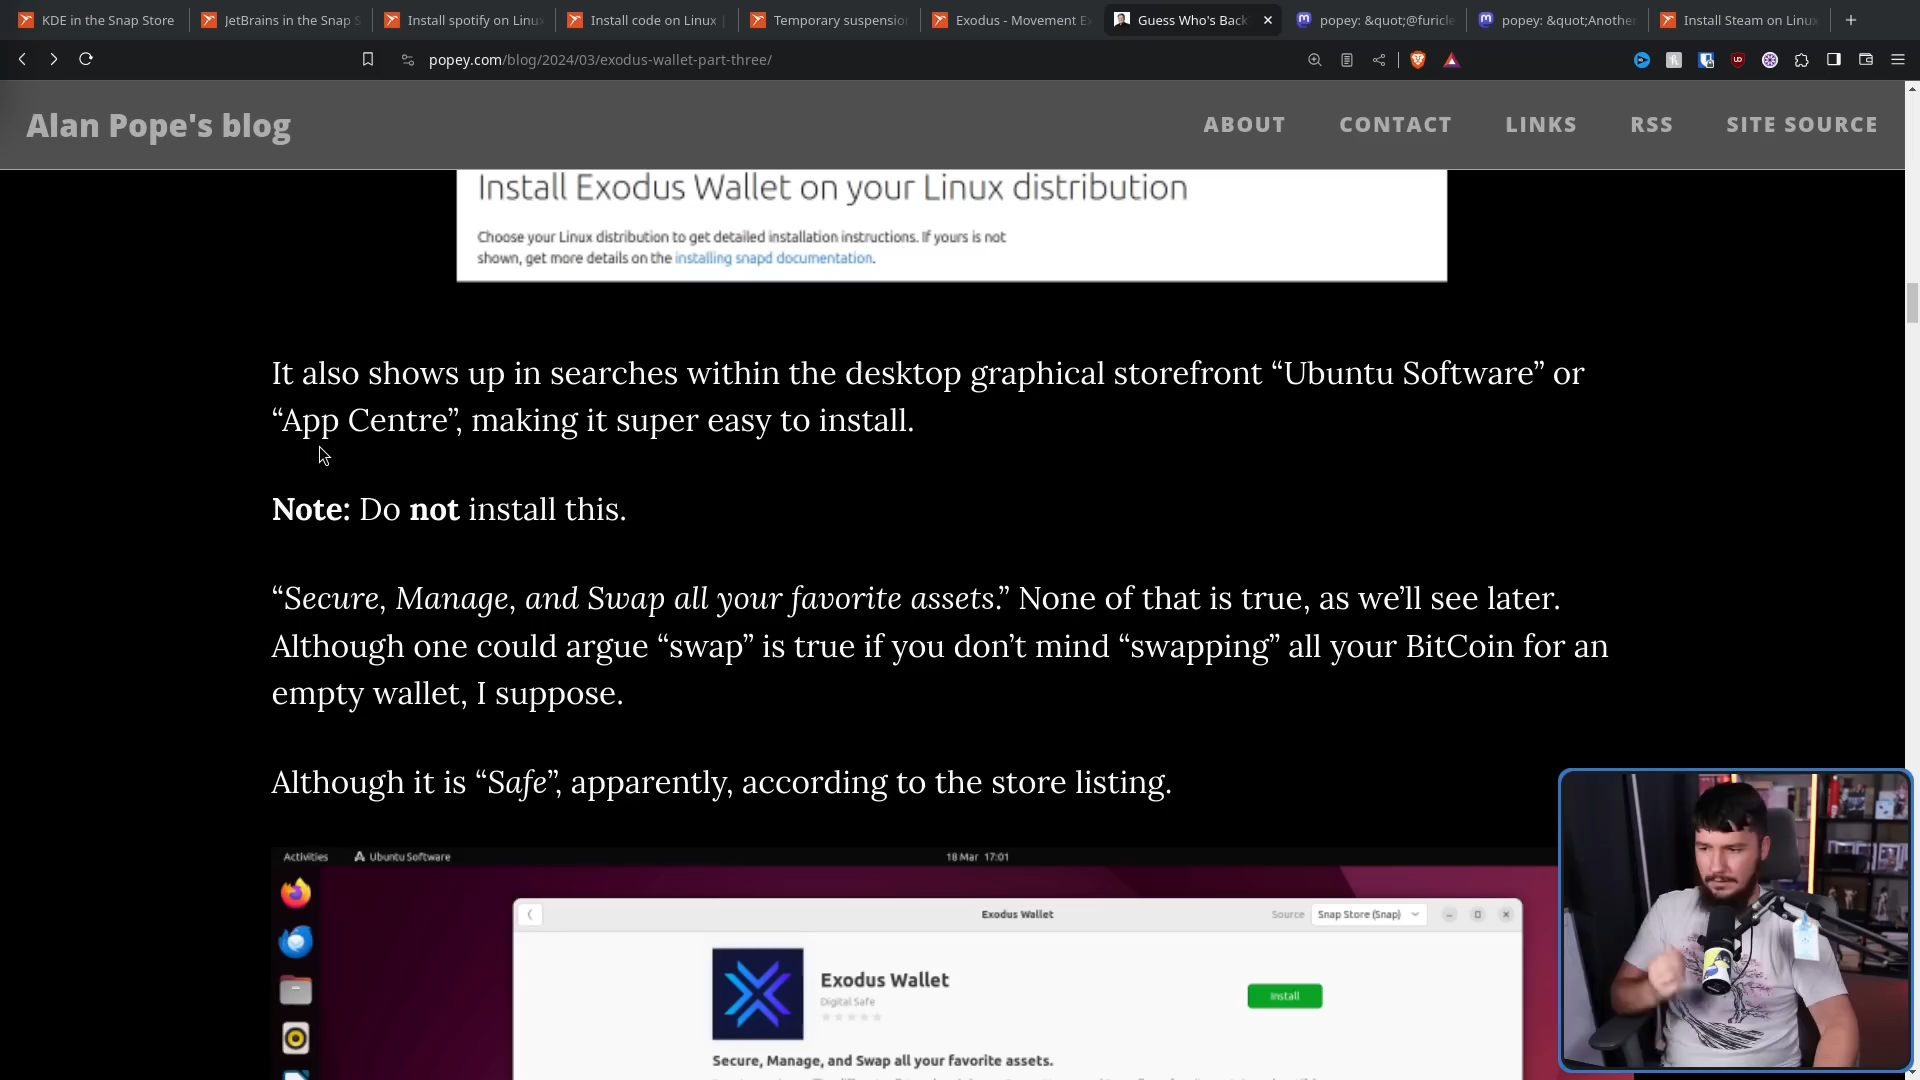 KDE in the Snap Store
JetBrains in the Snap S
Install spotify on Linux
Install code on Linux |
Temporary suspension
Exodus - Movement E
Guess Who's Back
popey: &quot;@furicle
popey: &quot;Another
Install Steam on Linux
popey.com/blog/2024/03/exodus-wallet-part-three/
Alan Pope's blog
ABOUT
CONTACT
LINKS
RSS
SITE SOURCE
Install Exodus Wallet on your Linux distribution
Choose your Linux distribution to get detailed installation instructions. If yours is not
shown, get more details on the installing snapd documentation.
It also shows up in searches within the desktop graphical storefront “Ubuntu Software” or
“App Centre”, making it super easy to install.
Note: Do not install this.
“Secure, Manage, and Swap all your favorite assets.” None of that is true, as we’ll see later.
Although one could argue “swap” is true if you don’t mind “swapping” all your BitCoin for an
empty wallet, I suppose.
Although it is “Safe”, apparently, according to the store listing.
Activities
Ubuntu Software
18 Mar 17:01
Exodus Wallet
Source
Snap Store (Snap)
Exodus Wallet
Digital Safe
Install
Secure, Manage, and Swap all your favorite assets.